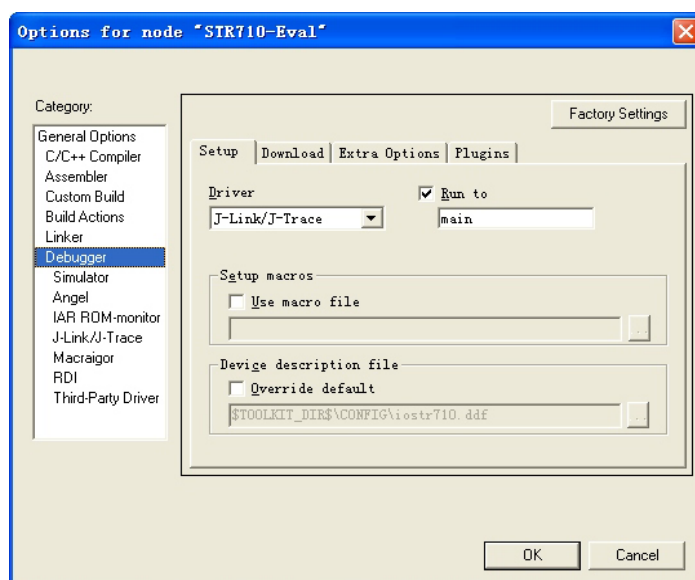 Options for node "STR710-Eval"
Category:
Factory Settings
General Options
C/C++ Compiler
Assembler
Custom Build
Build Actions
Linker
Debugger
Simulator
Angel
IAR ROM-monitor
J-Link/J-Trace
Macraigor
RDI
Third-Party Driver
Setup Download Extra Options Plugins
Driver
Run to
J-Link/J-Trace
main
Setup macros
Use macro file
..
Device description file
Override default
$TOOLKIT_DIR$\CONFIG\iostr710.ddf
..
OK Cancel